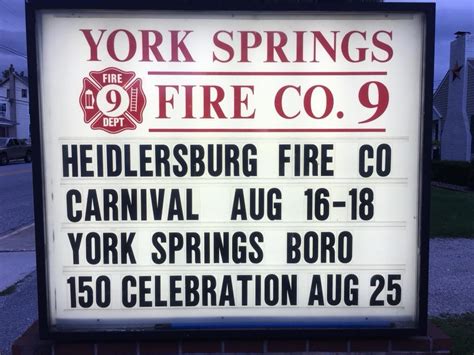 YORK SPRINGS
FIRE
9
DEPT
FIRE CO. 9
HEIDLERSBURG FIRE CO
CARNIVAL AUG 16-18
YORK SPRINGS BORO
150 CELEBRATION AUG 25